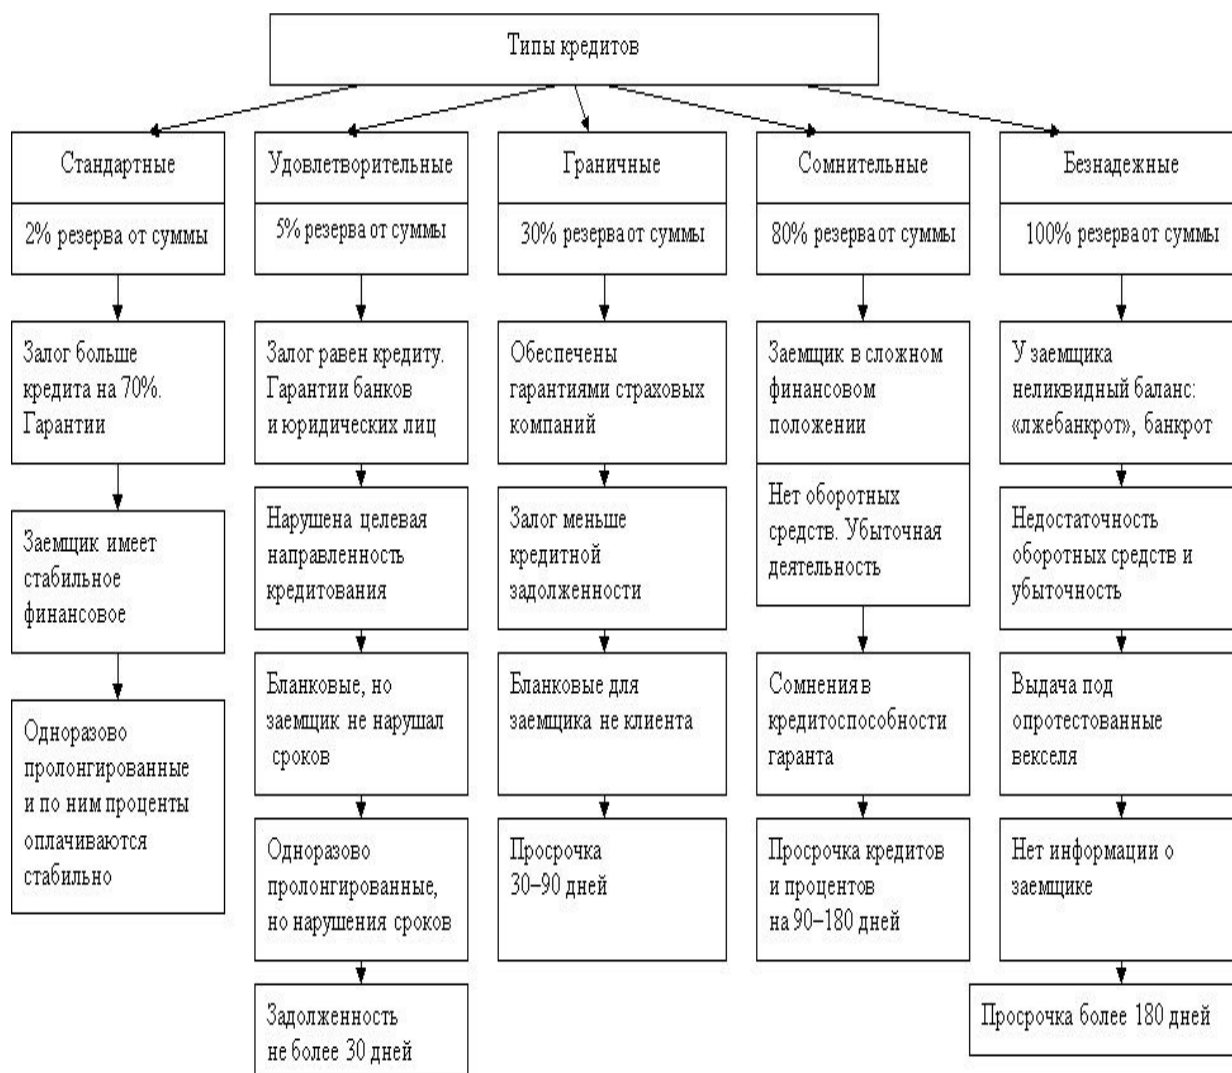 Типы кредитов
Стандартные
2% резерва от суммы
Залог больше
кредита на 70%.
Гарантии
Заемщик имеет
стабильное
финансовое
Одноразово
пролонгированные
и по ним проценты
оплачиваются
стабильно
Удовлетворительные
5% резерва от суммы
Залог равен кредиту.
Гарантии банков
и юридических лиц
Нарушена целевая
направленность
кредитования
Бланковые, но
заемщик не нарушал
сроков
Одноразово
пролонгированные,
но нарушения сроков
Задолженность
не более 30 дней
Граничные
30% резерва от суммы
Обеспечены
гарантиями страховых
компаний
Залог меньше
кредитной
задолженности
Бланковые для
заемщика не клиента
Просрочка
30–90 дней
Сомнительные
80% резерва от суммы
Заемщик в сложном
финансовом
положении
Нет оборотных
средств. Убыточная
деятельность
Сомнения в
кредитоспособности
гаранта
Просрочка кредитов
и процентов
на 90–180 дней
Безнадежные
100% резерва от суммы
У заемщика
неликвидный баланс:
«лжебанкрот», банкрот
Недостаточность
оборотных средств и
убыточность
Выдача под
опротестованные
векселя
Нет информации о
заемщике
Просрочка более 180 дней